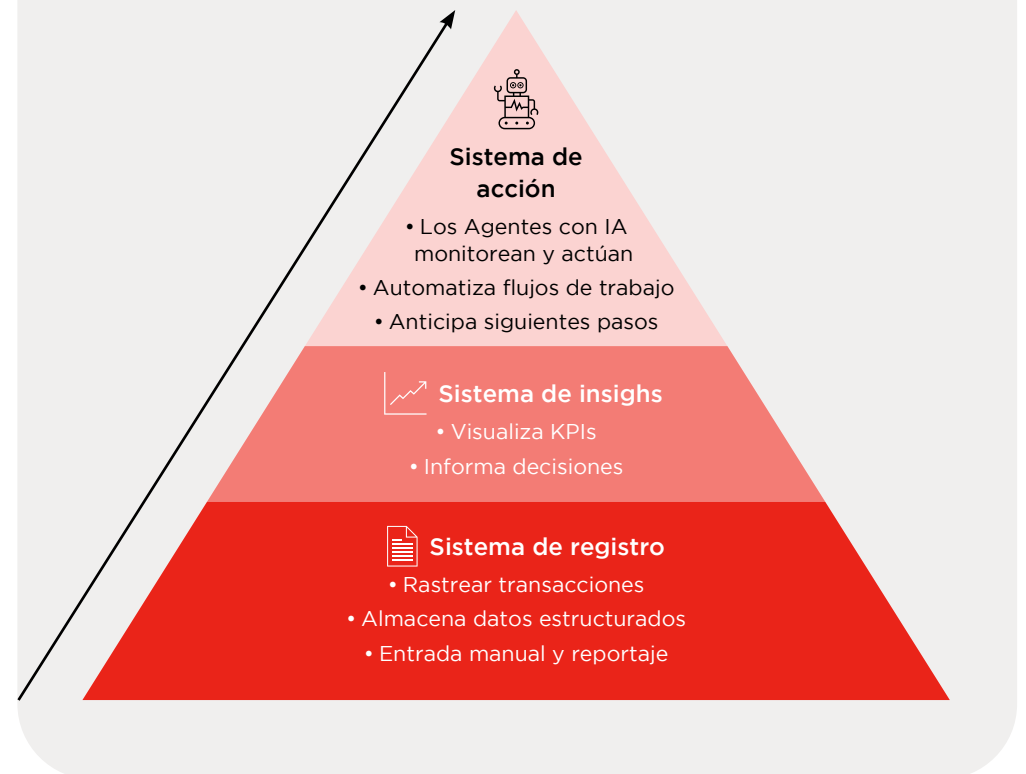 Sistema de
acción
• Los Agentes con IA
monitorean y actúan
• Automatiza flujos de trabajo
• Anticipa siguientes pasos
Sistema de insighs
• Visualiza KPIs
• Informa decisiones
Sistema de registro
• Rastrear transacciones
• Almacena datos estructurados
• Entrada manual y reportaje